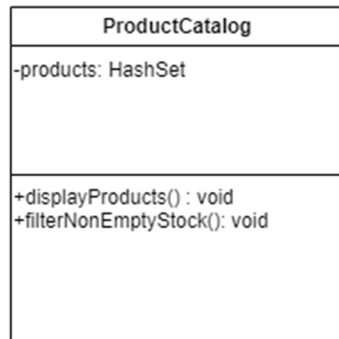 ProductCatalog
-products: HashSet
+displayProducts() : void
+filterNonEmptyStock(): void